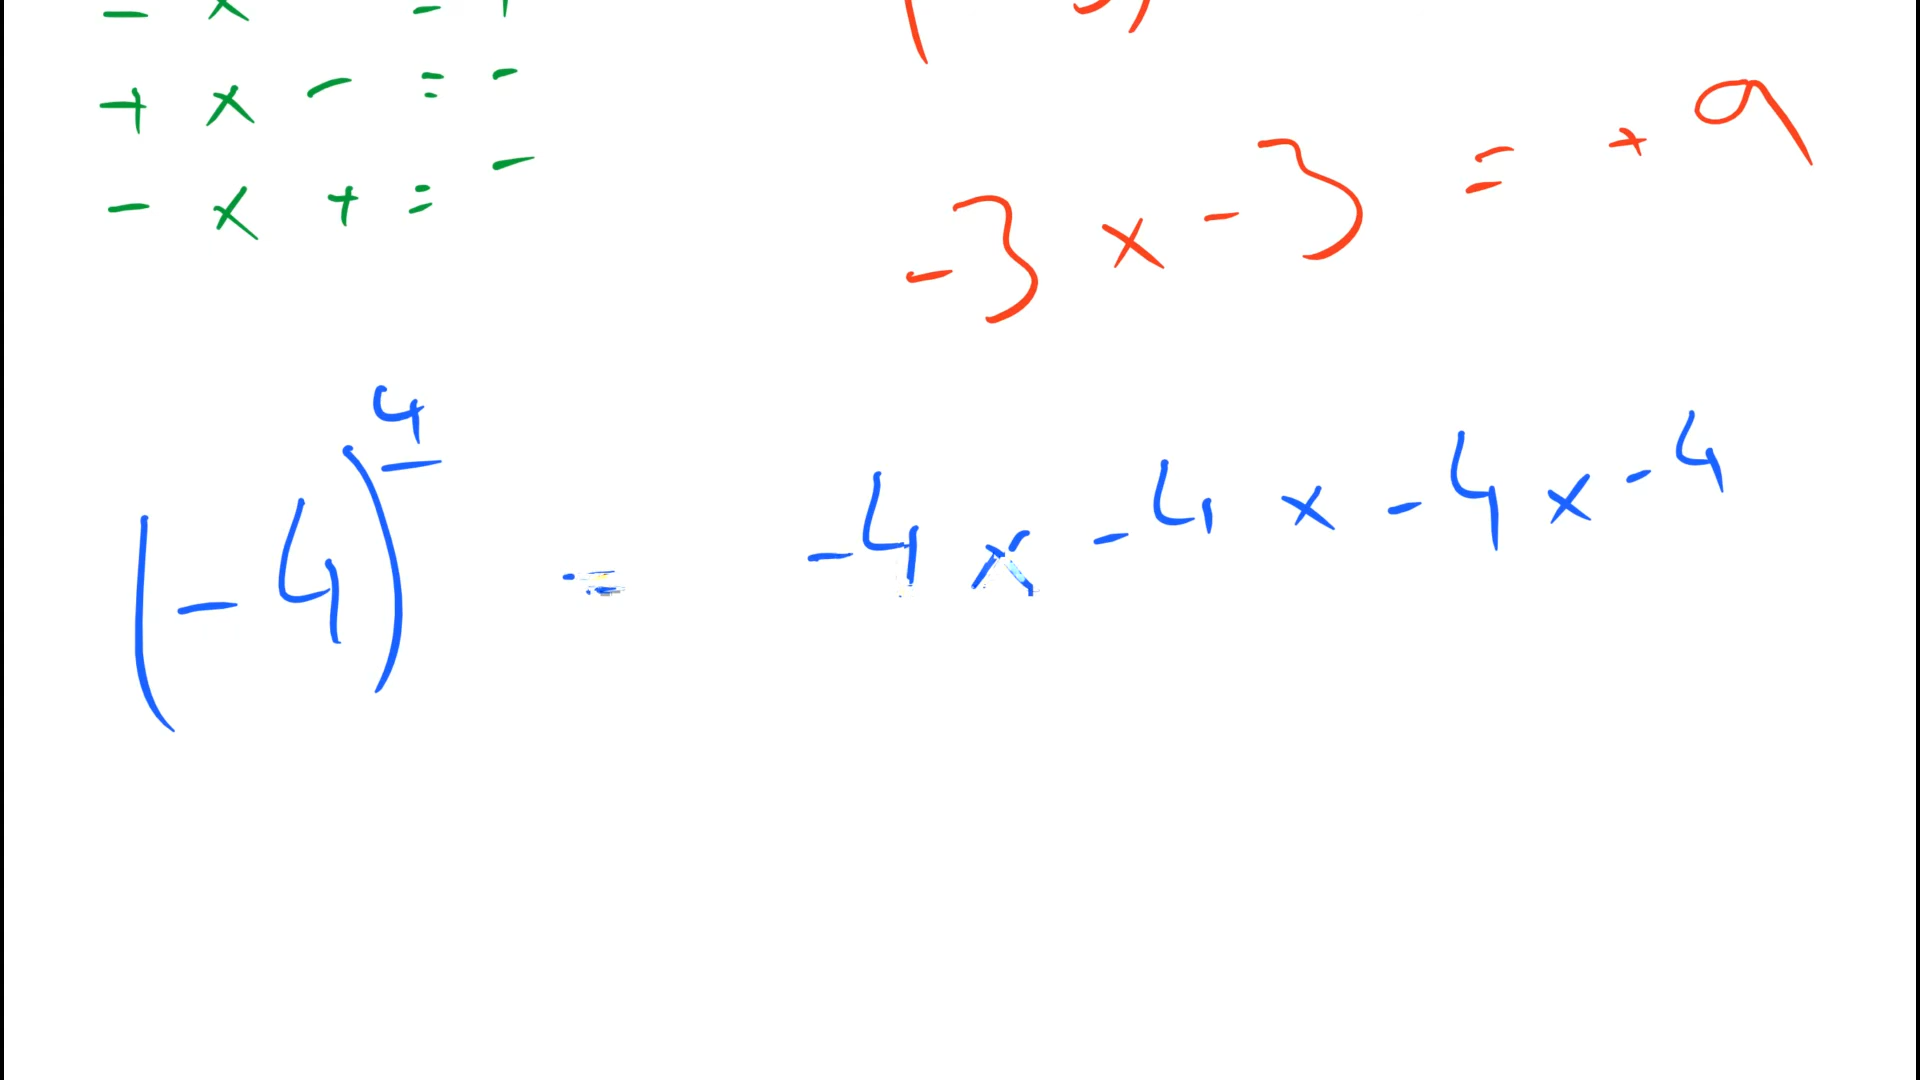 + x - = -
- x + = -
-3 x -3 = +9
(-4)^4 = -4 x -4 x -4 x -4